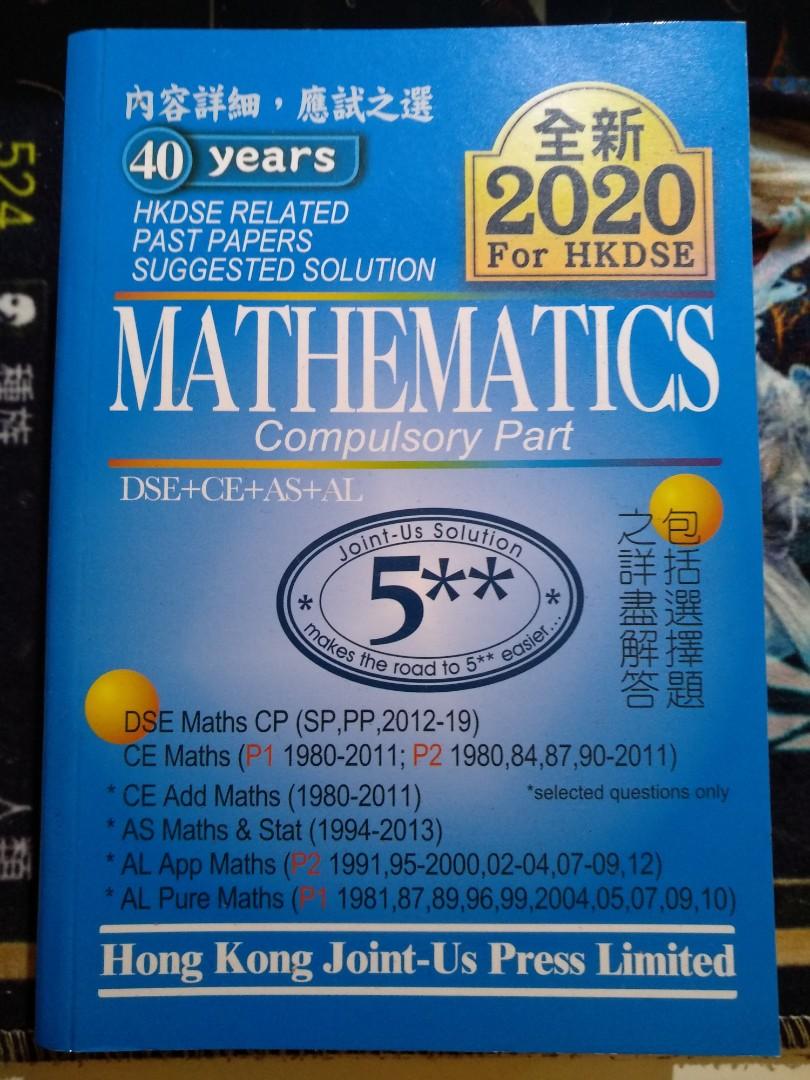 內容詳細，應試之選
40 years
HKDSE RELATED
PAST PAPERS
SUGGESTED SOLUTION
全新
2020
For HKDSE
MATHEMATICS
Compulsory Part
DSE+CE+AS+AL
Joint-Us Solution
* 5** *
makes the road to 5** easier...
包括選擇題
之詳盡解答
DSE Maths CP (SP,PP,2012-19)
CE Maths (P1 1980-2011; P2 1980,84,87,90-2011)
* CE Add Maths (1980-2011) *selected questions only
* AS Maths & Stat (1994-2013)
* AL App Maths (P2 1991,95-2000,02-04,07-09,12)
* AL Pure Maths (P1 1981,87,89,96,99,2004,05,07,09,10)
Hong Kong Joint-Us Press Limited
524
種性